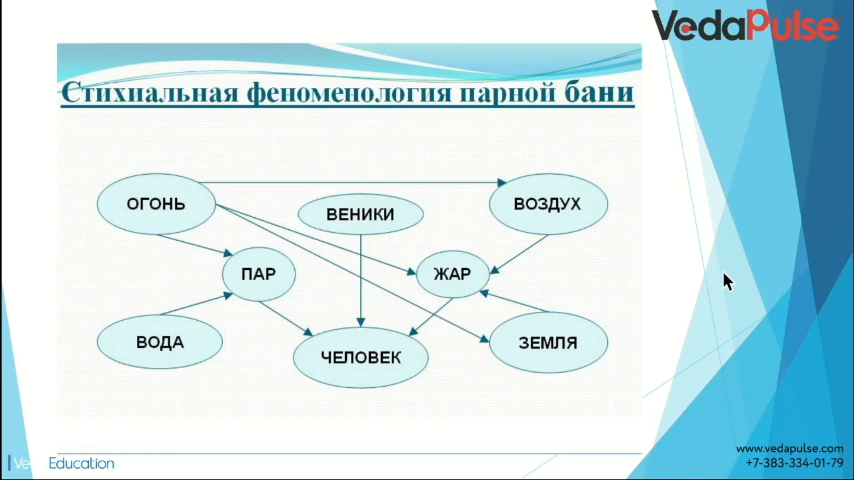 VedaPulse
Стихиальная феноменология парной бани
ОГОНЬ
ВЕНИКИ
ВОЗДУХ
ПАР
ЖАР
ВОДА
ЧЕЛОВЕК
ЗЕМЛЯ
www.vedapulse.com
Education
+7-383-334-01-79